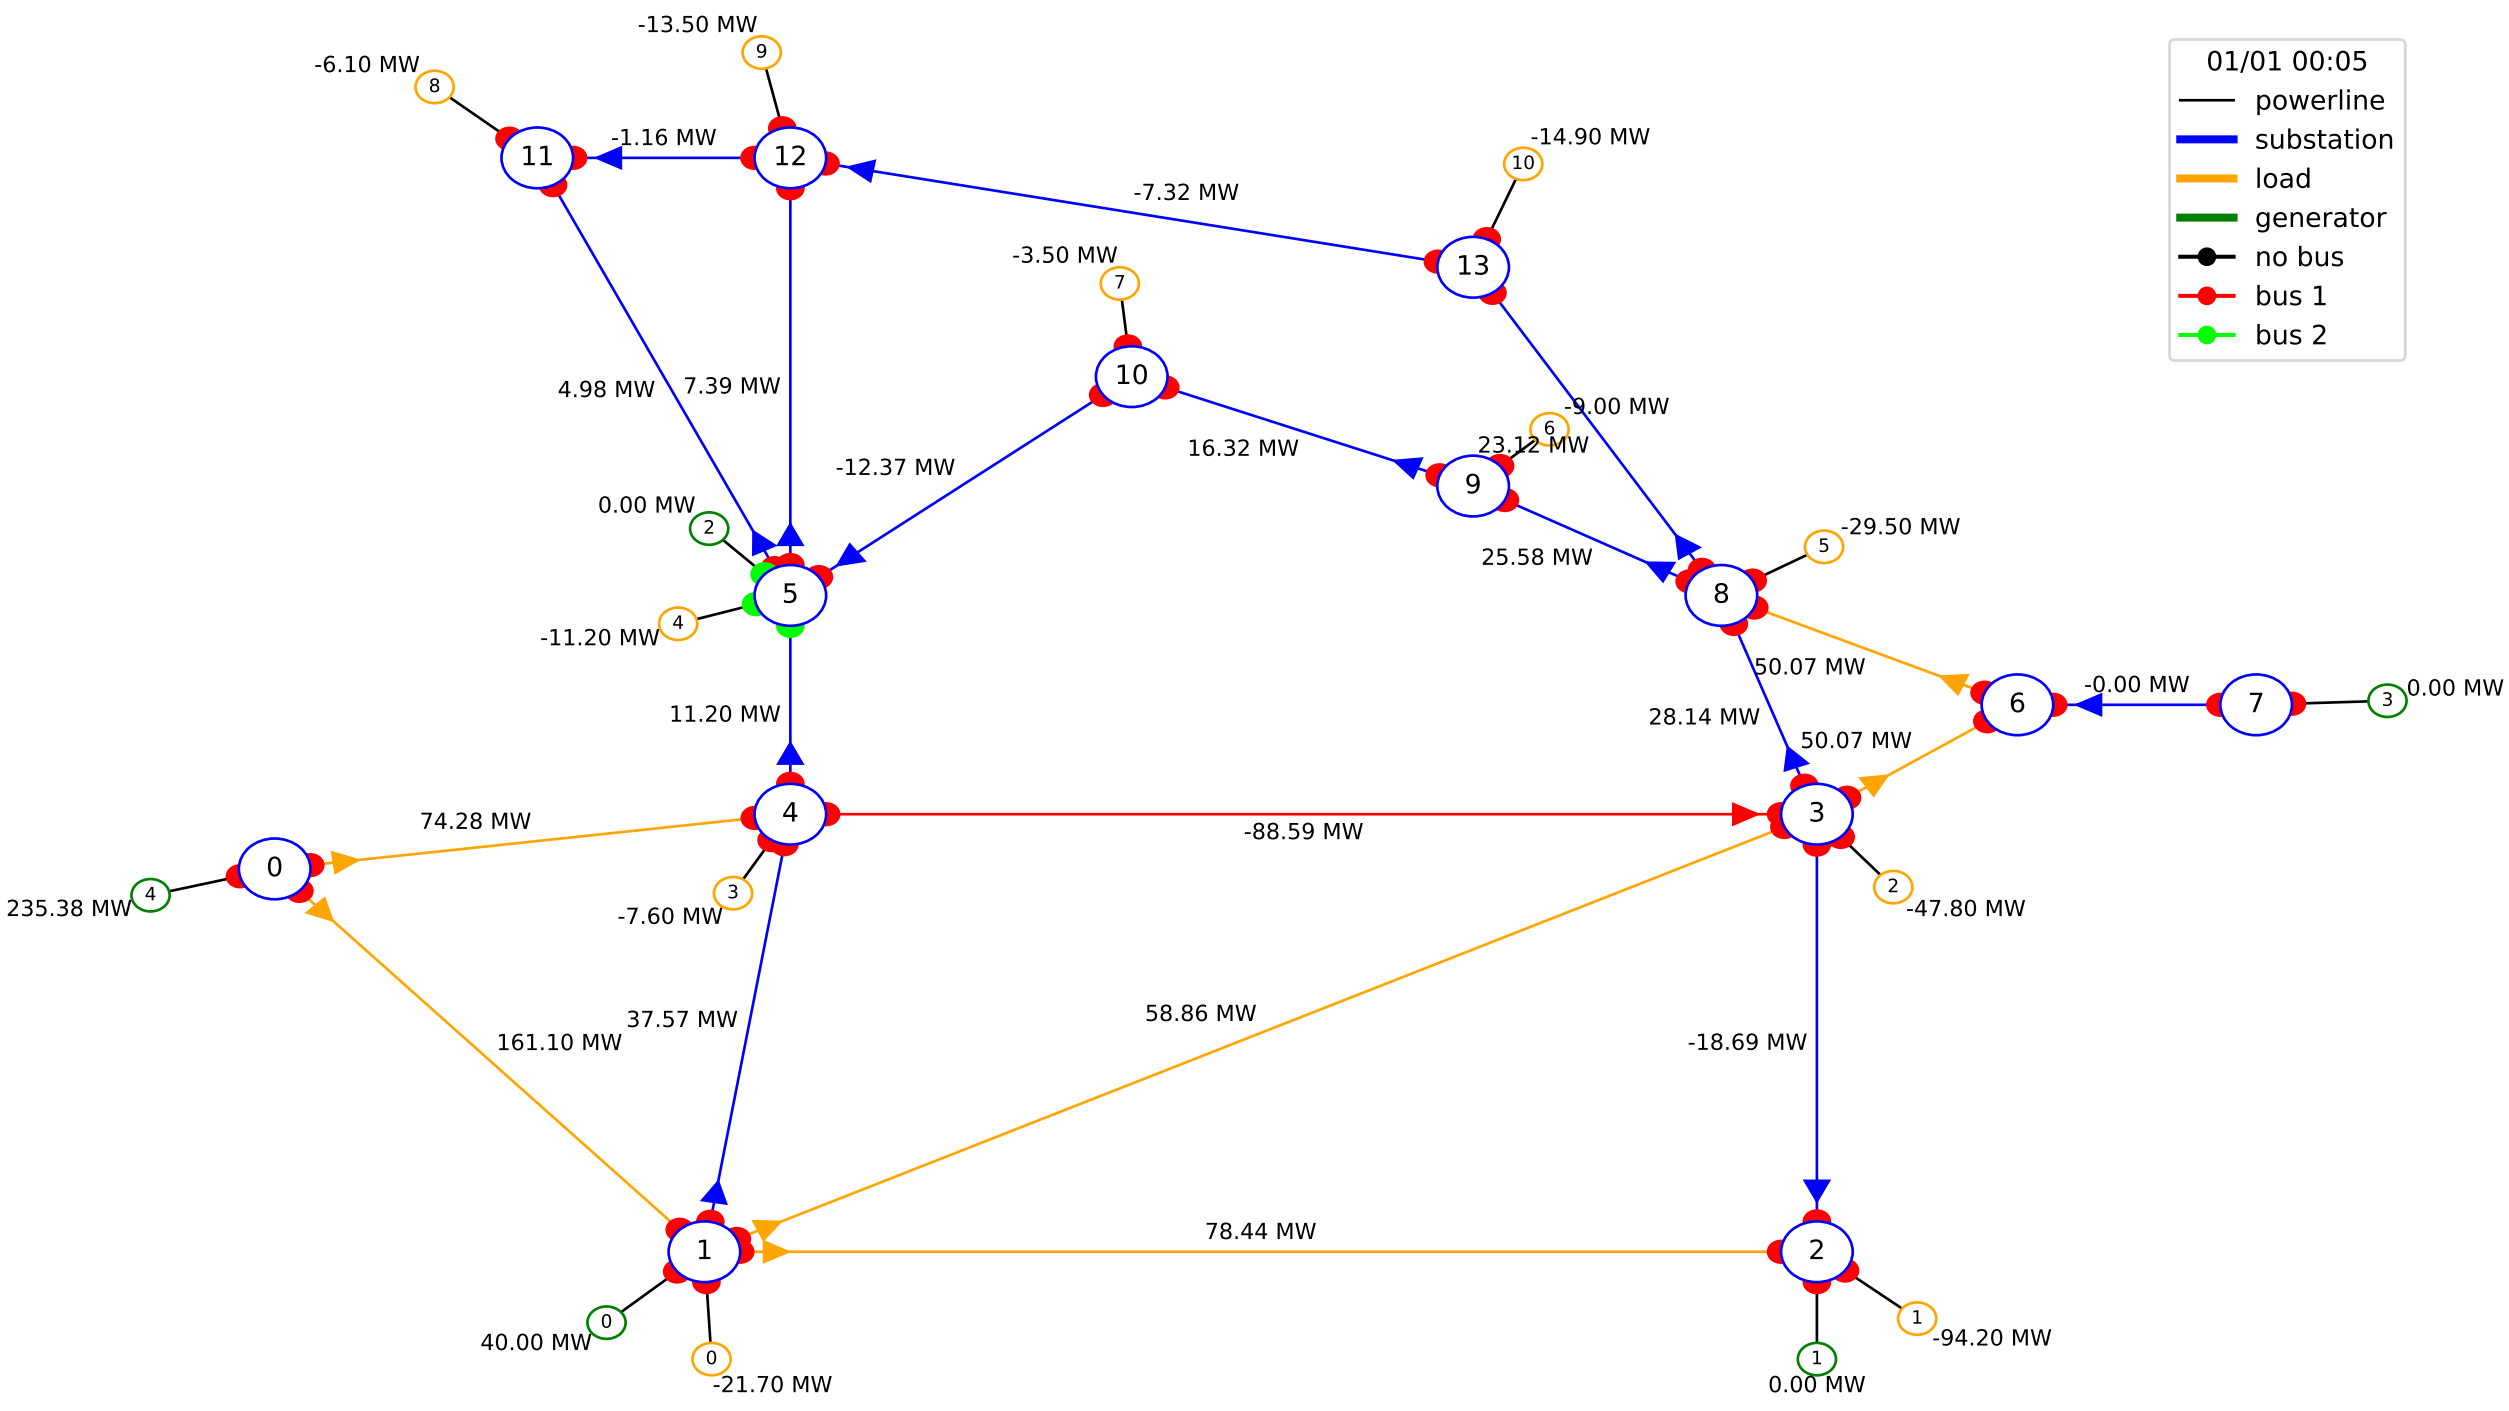 -13.50 MW
9
-6.10 MW
8
01/01 00:05
powerline
substation
load
generator
no bus
bus 1
bus 2
11
-1.16 MW
12
-14.90 MW
10
-7.32 MW
13
-3.50 MW
7
10
4.98 MW
7.39 MW
-9.00 MW
6
23.12 MW
16.32 MW
9
-12.37 MW
0.00 MW
2
25.58 MW
-29.50 MW
5
5
8
4
-11.20 MW
50.07 MW
6
-0.00 MW
7
3
0.00 MW
11.20 MW
28.14 MW
50.07 MW
74.28 MW
4
-88.59 MW
3
0
4
235.38 MW
3
-7.60 MW
2
-47.80 MW
37.57 MW
161.10 MW
58.86 MW
-18.69 MW
1
78.44 MW
2
0
40.00 MW
0
-21.70 MW
1
-94.20 MW
1
0.00 MW